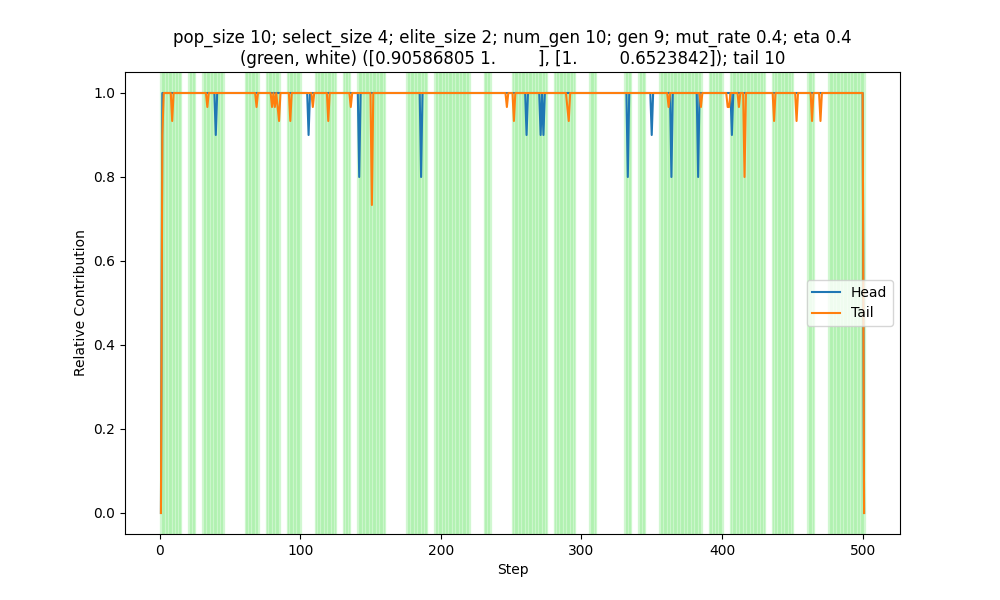 pop_size 10; select_size 4; elite_size 2; num_gen 10; gen 9; mut_rate 0.4; eta 0.4
(green, white) ([0.90586805 1.        ], [1.        0.6523842]); tail 10
1.0
0.8
0.6
0.4
0.2
0.0
Relative Contribution
Head
Tail
0 100 200 300 400 500
Step